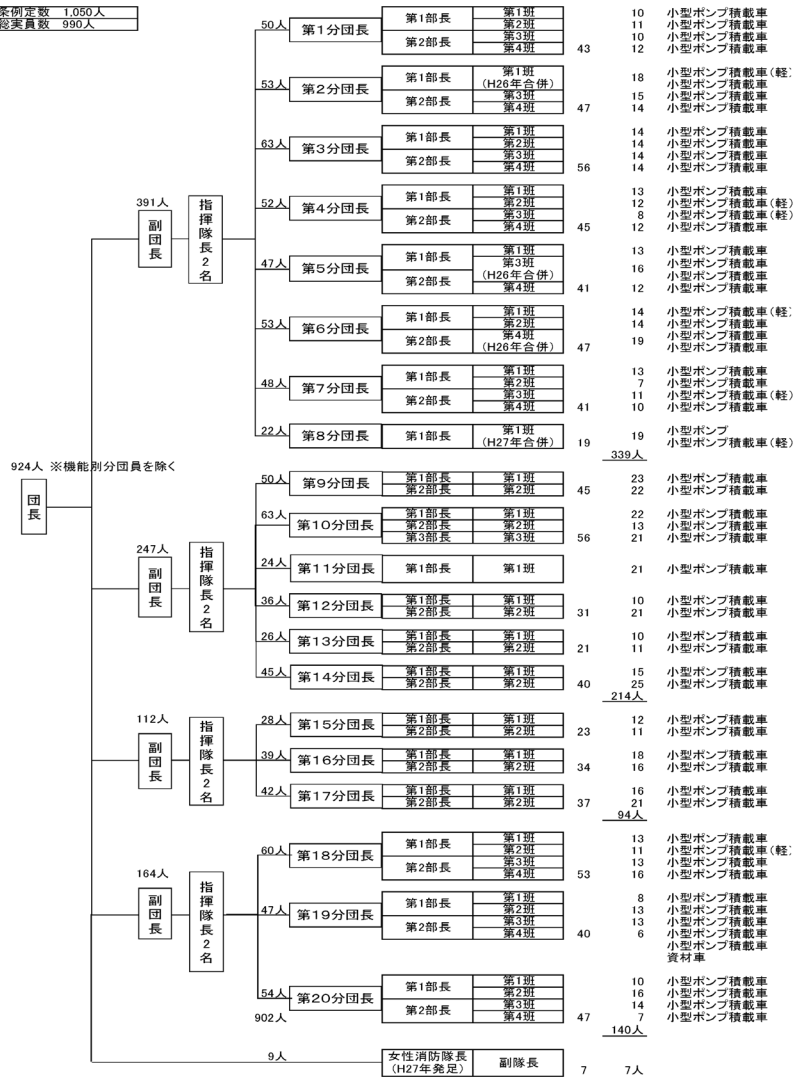 条例定数 1,050人
総実員数 990人
924人 ※機能別分団員を除く
団長
391人
副団長
指揮隊長2名
50人 第1分団長 第1部長 第1班 10 小型ポンプ積載車
第2班 11 小型ポンプ積載車
第2部長 第3班 10 小型ポンプ積載車
第4班 43 12 小型ポンプ積載車
53人 第2分団長 第1部長 第1班 (H26年合併) 18 小型ポンプ積載車(軽)
小型ポンプ積載車
第2部長 第3班 15 小型ポンプ積載車
第4班 47 14 小型ポンプ積載車
63人 第3分団長 第1部長 第1班 14 小型ポンプ積載車
第2班 14 小型ポンプ積載車
第2部長 第3班 14 小型ポンプ積載車
第4班 56 14 小型ポンプ積載車
52人 第4分団長 第1部長 第1班 13 小型ポンプ積載車
第2班 12 小型ポンプ積載車(軽)
第2部長 第3班 8 小型ポンプ積載車(軽)
第4班 45 12 小型ポンプ積載車
47人 第5分団長 第1部長 第1班 13 小型ポンプ積載車
第2部長 第3班 (H26年合併) 16 小型ポンプ積載車
小型ポンプ積載車
第4班 41 12 小型ポンプ積載車
53人 第6分団長 第1部長 第1班 14 小型ポンプ積載車(軽)
第2班 14 小型ポンプ積載車
第2部長 第4班 (H26年合併) 47 19 小型ポンプ積載車
小型ポンプ積載車
48人 第7分団長 第1部長 第1班 13 小型ポンプ積載車
第2班 7 小型ポンプ積載車
第2部長 第3班 11 小型ポンプ積載車(軽)
第4班 41 10 小型ポンプ積載車
22人 第8分団長 第1部長 第1班 (H27年合併) 19 19 小型ポンプ
小型ポンプ積載車(軽)
339人
247人
副団長
指揮隊長2名
50人 第9分団長 第1部長 第1班 23 小型ポンプ積載車
第2部長 第2班 45 22 小型ポンプ積載車
63人 第10分団長 第1部長 第1班 22 小型ポンプ積載車
第2部長 第2班 13 小型ポンプ積載車
第3部長 第3班 56 21 小型ポンプ積載車
24人 第11分団長 第1部長 第1班 21 小型ポンプ積載車
36人 第12分団長 第1部長 第1班 10 小型ポンプ積載車
第2部長 第2班 31 21 小型ポンプ積載車
26人 第13分団長 第1部長 第1班 10 小型ポンプ積載車
第2部長 第2班 21 11 小型ポンプ積載車
45人 第14分団長 第1部長 第1班 15 小型ポンプ積載車
第2部長 第2班 40 25 小型ポンプ積載車
214人
112人
副団長
指揮隊長2名
28人 第15分団長 第1部長 第1班 12 小型ポンプ積載車
第2部長 第2班 23 11 小型ポンプ積載車
39人 第16分団長 第1部長 第1班 18 小型ポンプ積載車
第2部長 第2班 34 16 小型ポンプ積載車
42人 第17分団長 第1部長 第1班 16 小型ポンプ積載車
第2部長 第2班 37 21 小型ポンプ積載車
94人
164人
副団長
指揮隊長2名
60人 第18分団長 第1部長 第1班 13 小型ポンプ積載車
第2班 11 小型ポンプ積載車(軽)
第2部長 第3班 13 小型ポンプ積載車
第4班 53 16 小型ポンプ積載車
47人 第19分団長 第1部長 第1班 8 小型ポンプ積載車
第2班 13 小型ポンプ積載車
第2部長 第3班 13 小型ポンプ積載車
第4班 40 6 小型ポンプ積載車
小型ポンプ積載車
資材車
54人 第20分団長 第1部長 第1班 10 小型ポンプ積載車
第2班 16 小型ポンプ積載車
第2部長 第3班 14 小型ポンプ積載車
第4班 47 7 小型ポンプ積載車
902人
140人
9人 女性消防隊長 (H27年発足) 副隊長 7 7人